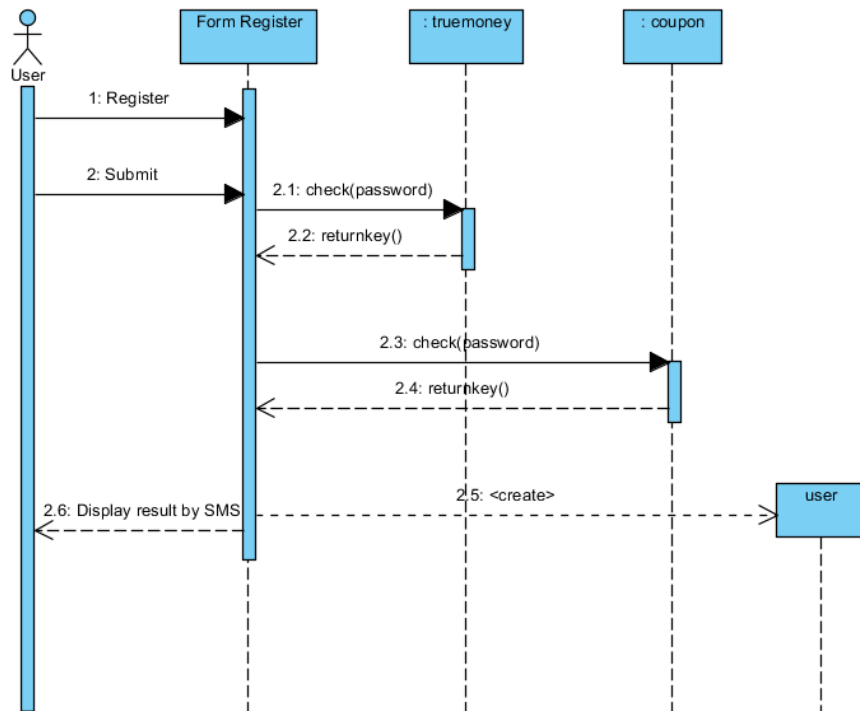 Form Register
: truemoney
: coupon
User
1: Register
2: Submit
2.1: check(password)
2.2: returnkey()
2.3: check(password)
2.4: returnkey()
2.5: <create>
user
2.6: Display result by SMS